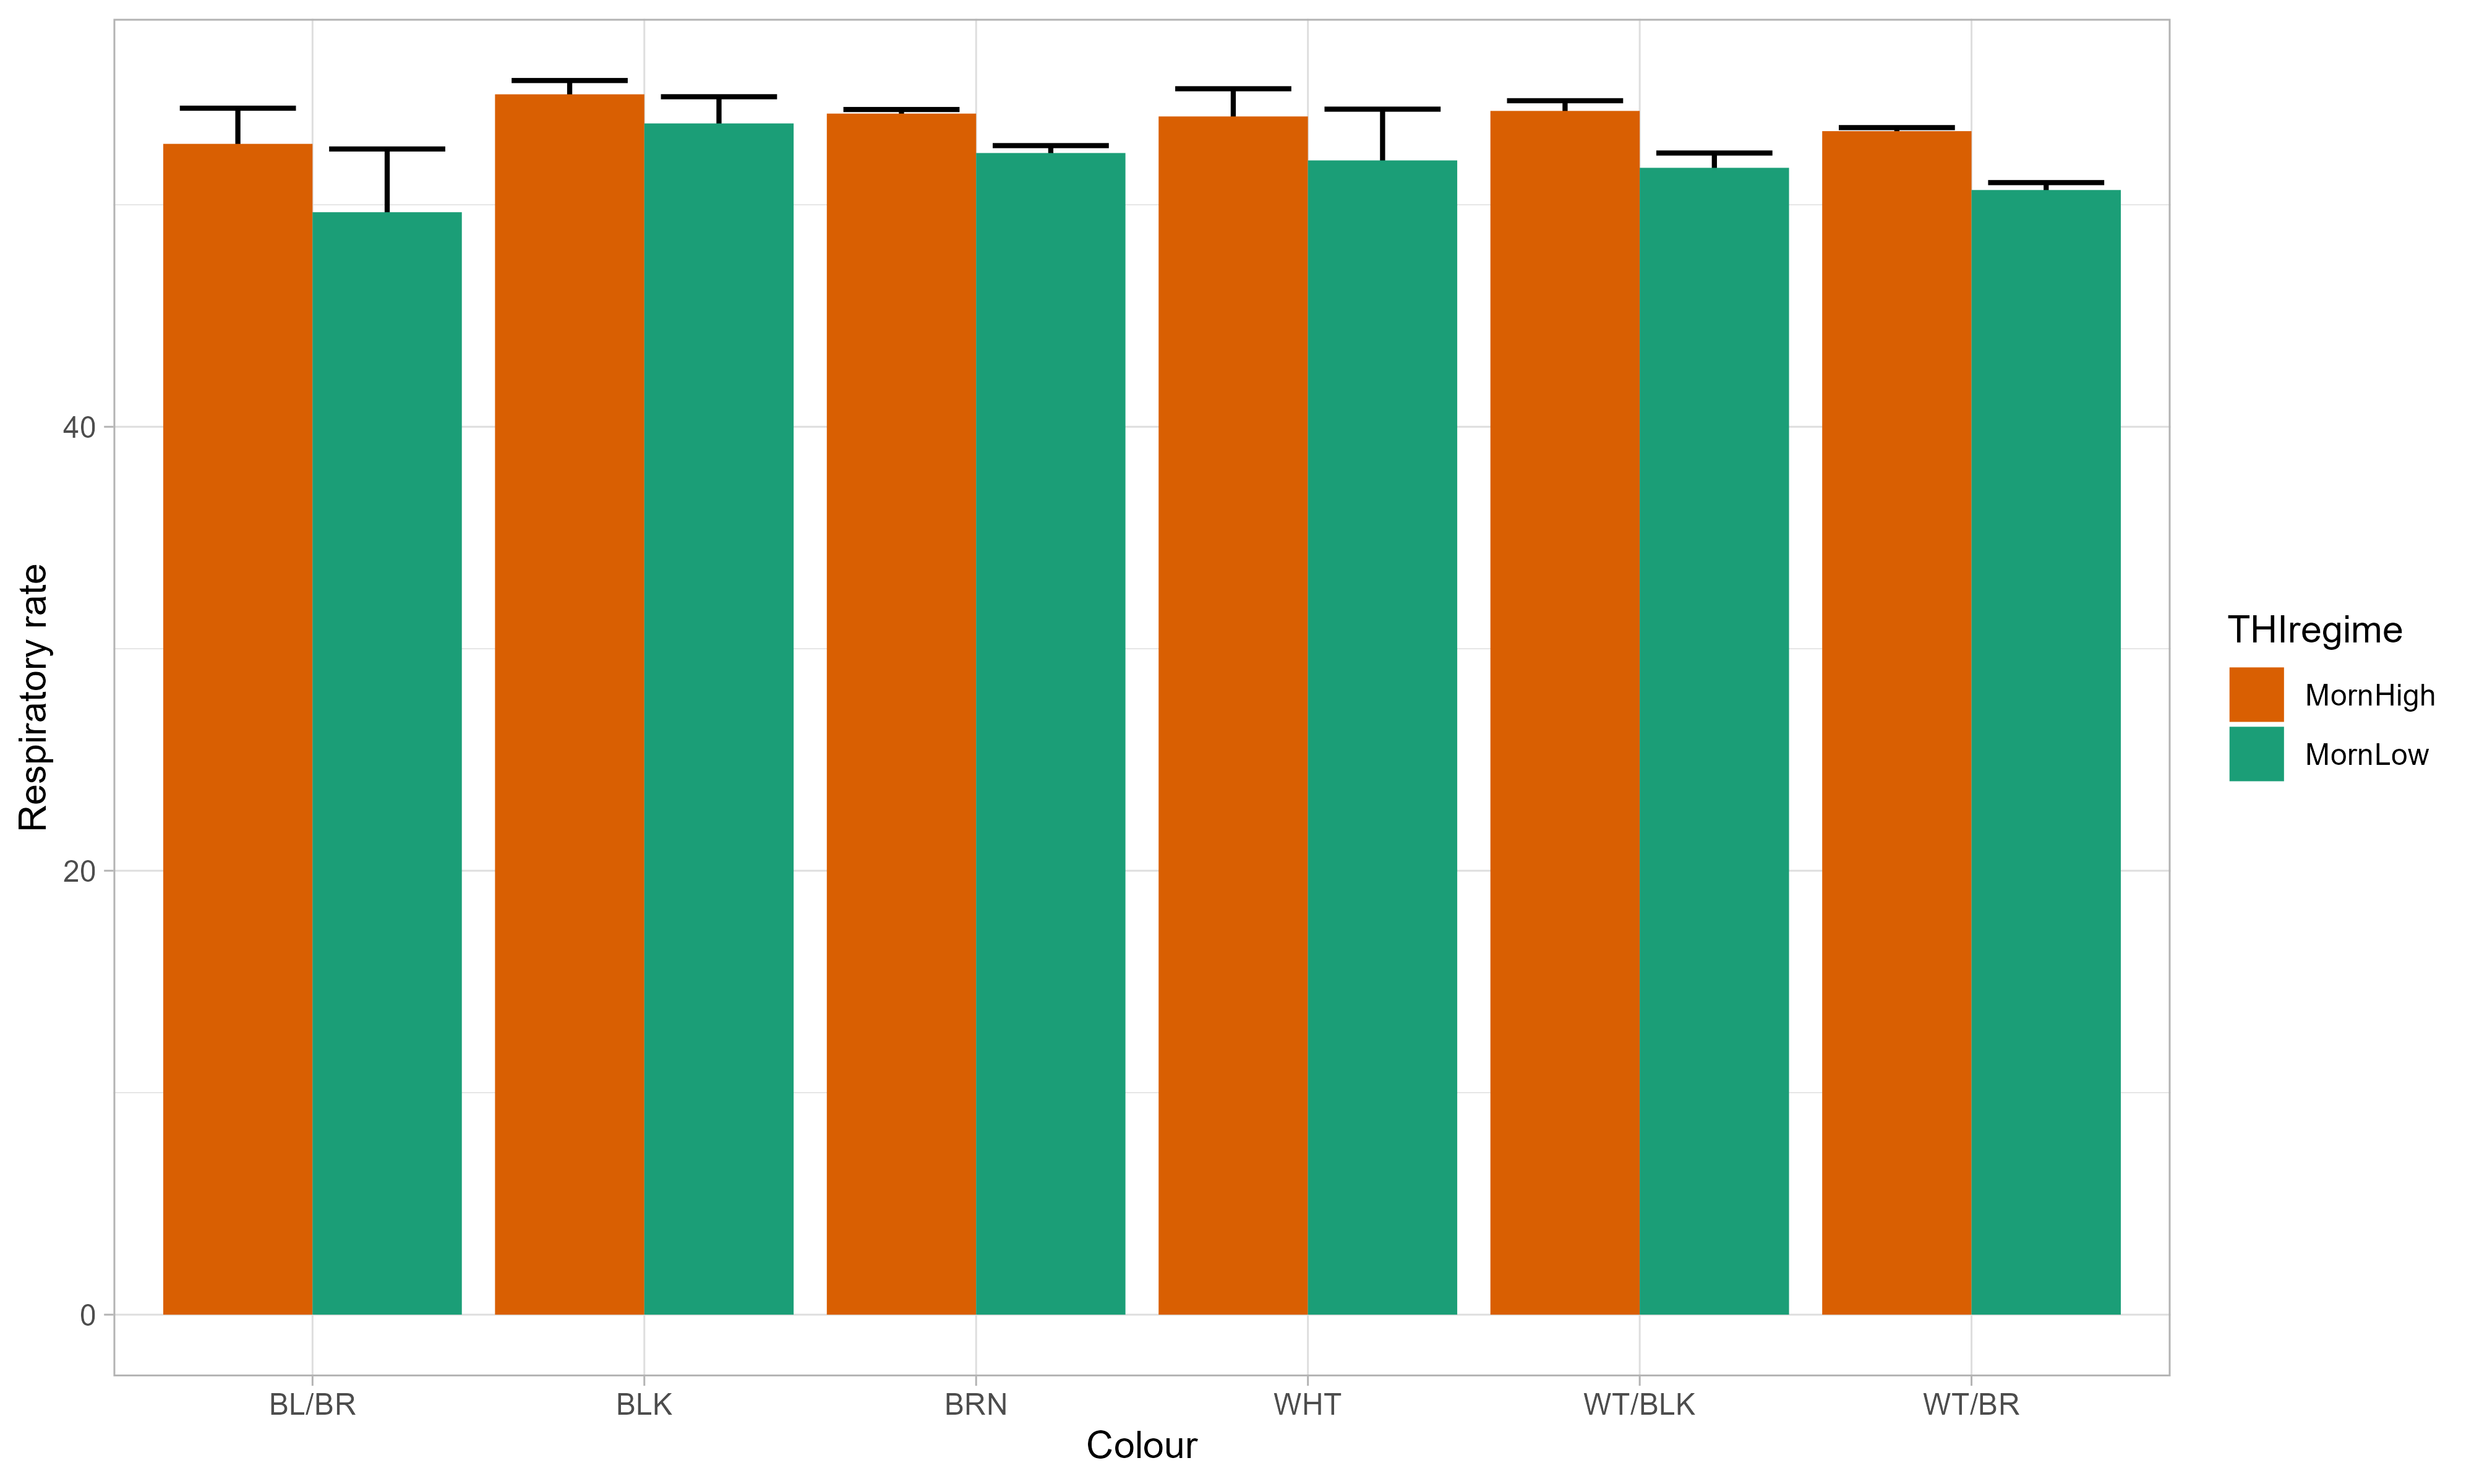 Respiratory rate
40
20
0
BL/BR BLK BRN WHT WT/BLK WT/BR
Colour
THIregime
MornHigh
MornLow